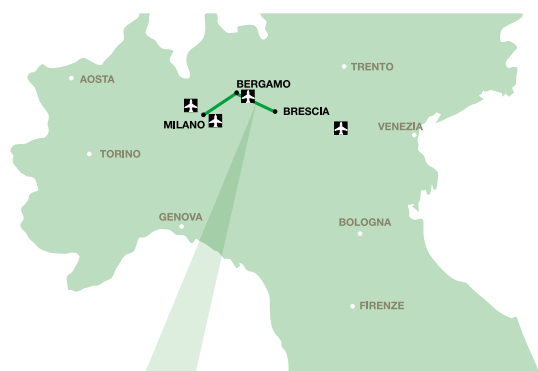 TRENTO
AOSTA
BERGAMO
BRESCIA
MILANO
VENEZIA
TORINO
GENOVA
BOLOGNA
FIRENZE